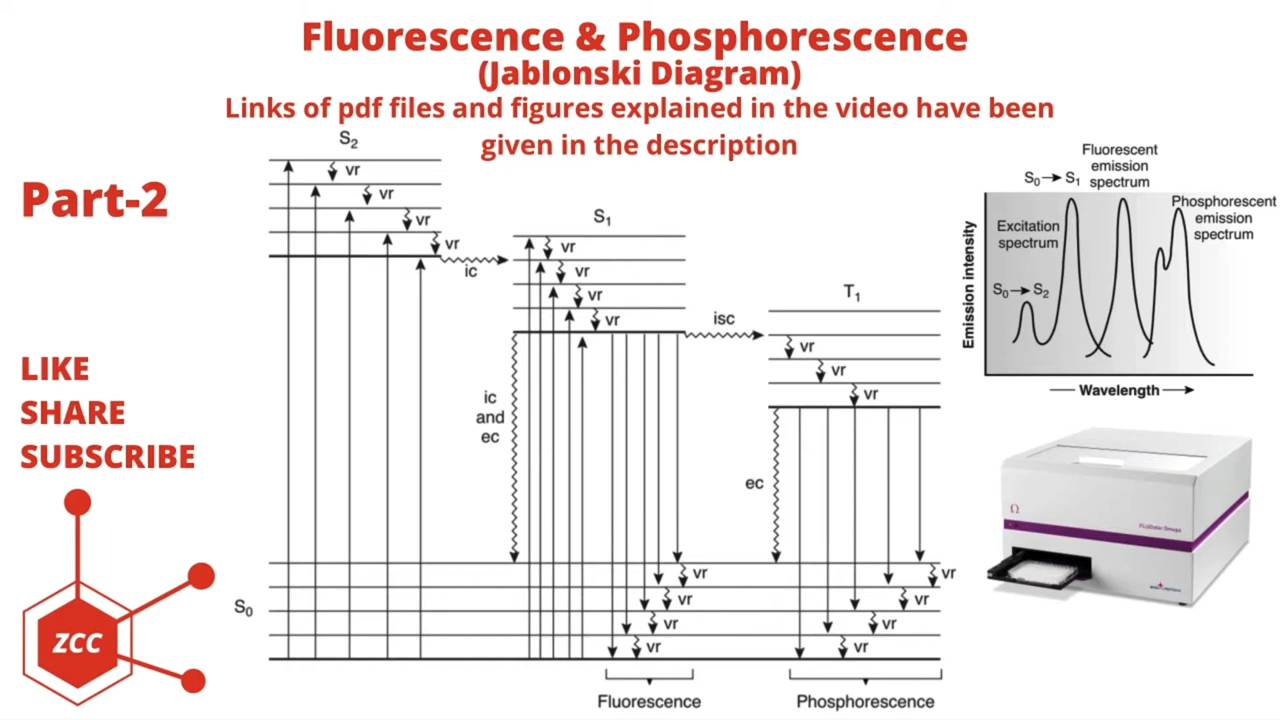 Fluorescence & Phosphorescence
(Jablonski Diagram)
Links of pdf files and figures explained in the video have been
given in the description
Part-2
LIKE
SHARE
SUBSCRIBE
ZCC
S2
vr
vr
vr
vr
ic
S1
vr
vr
vr
vr
isc
T1
vr
vr
vr
ic
and
ec
ec
S0
vr
vr
vr
vr
vr
vr
vr
vr
Fluorescence
Phosphorescence
Fluorescent
emission
spectrum
S0 → S1
Phosphorescent
emission
spectrum
Excitation
spectrum
S0 → S2
Emission intensity
Wavelength
Ω